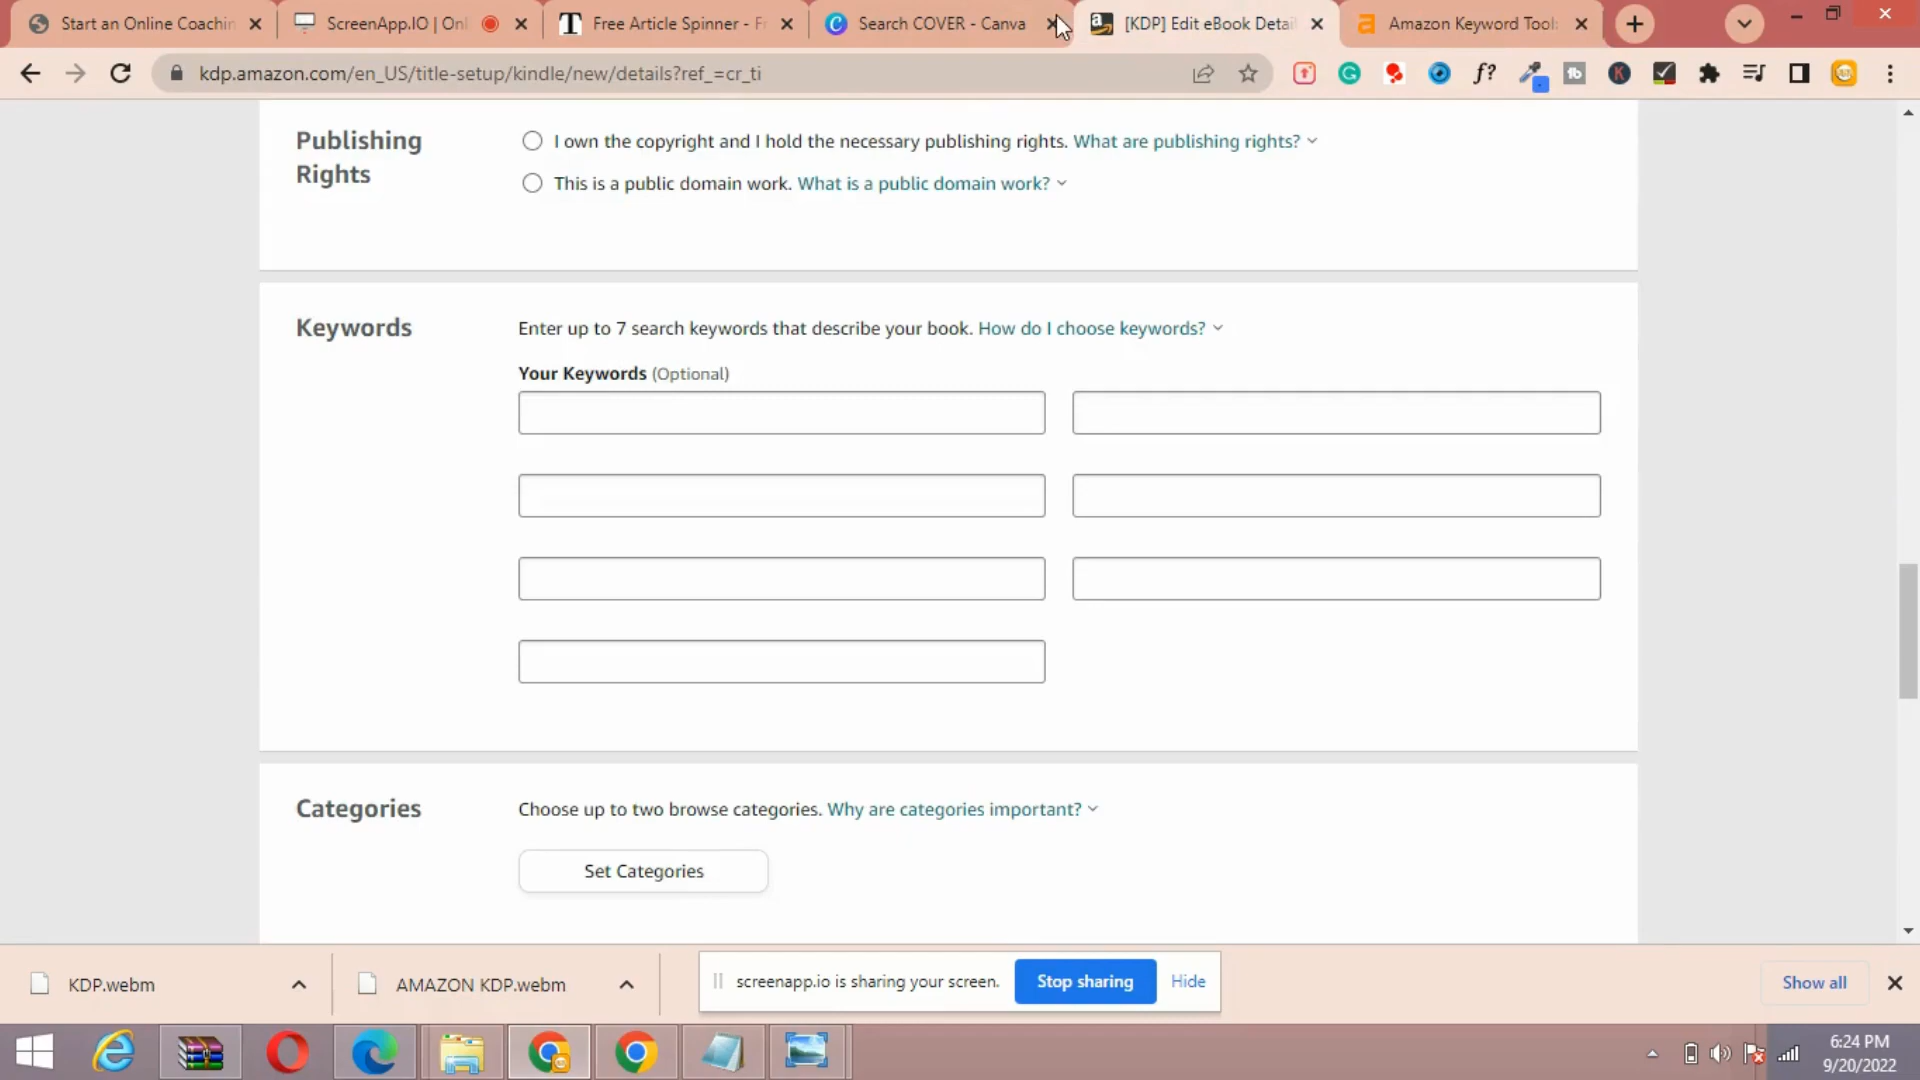 Start an Online Coachin
ScreenApp.IO | Onl
Free Article Spinner - F
Search COVER - Canva
[KDP] Edit eBook Detai
Amazon Keyword Tool:
kdp.amazon.com/en_US/title-setup/kindle/new/details?ref_=cr_ti
Publishing
Rights
I own the copyright and I hold the necessary publishing rights. What are publishing rights?
This is a public domain work. What is a public domain work?
Keywords
Enter up to 7 search keywords that describe your book. How do I choose keywords?
Your Keywords (Optional)
Categories
Choose up to two browse categories. Why are categories important?
Set Categories
KDP.webm
AMAZON KDP.webm
screenapp.io is sharing your screen.
Stop sharing
Hide
Show all
6:24 PM
9/20/2022